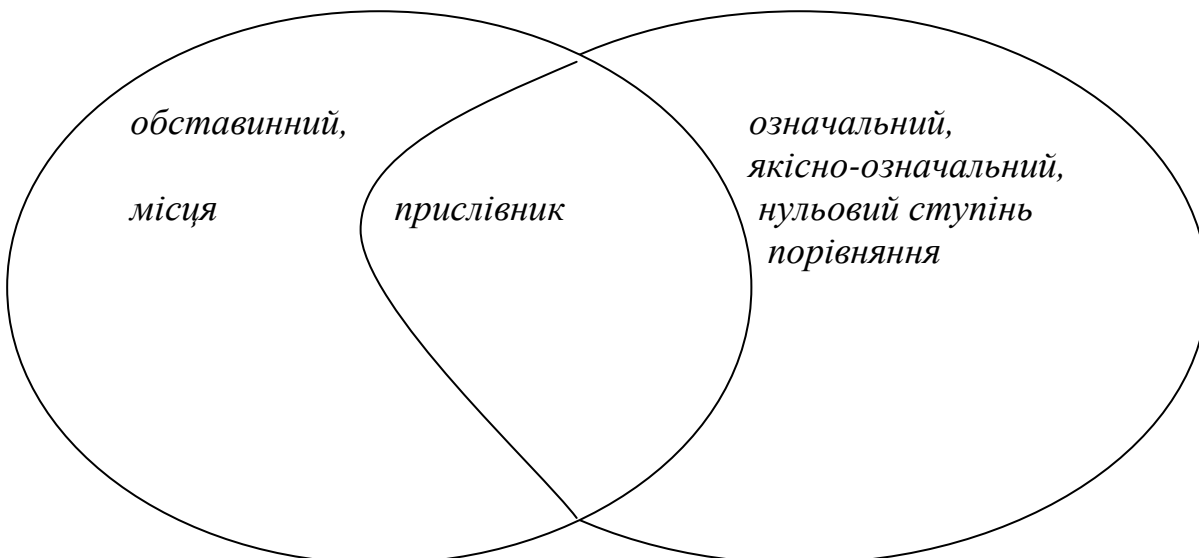 обставинний,
місця
прислівник
означальний,
якісно-означальний,
нульовий ступінь
порівняння